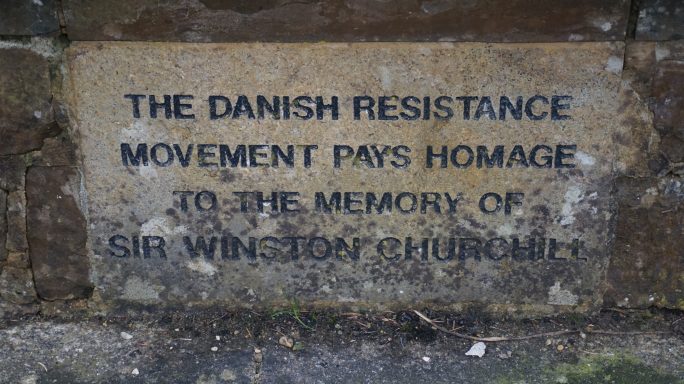 THE DANISH RESISTANCE
MOVEMENT PAYS HOMAGE
TO THE MEMORY OF
SIR WINSTON CHURCHILL